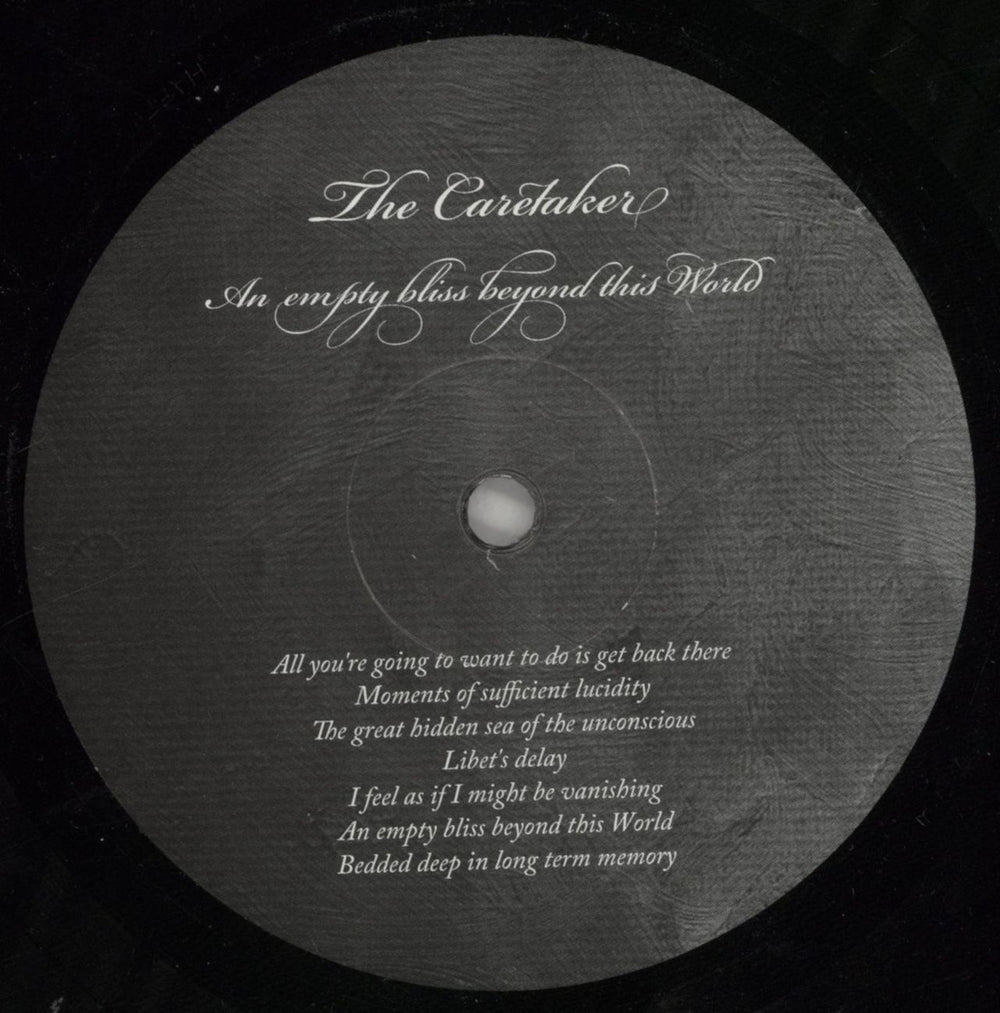 The Caretaker
An empty bliss beyond this World
All you're going to want to do is get back there
Moments of sufficient lucidity
The great hidden sea of the unconscious
Libet's delay
I feel as if I might be vanishing
An empty bliss beyond this World
Bedded deep in long term memory